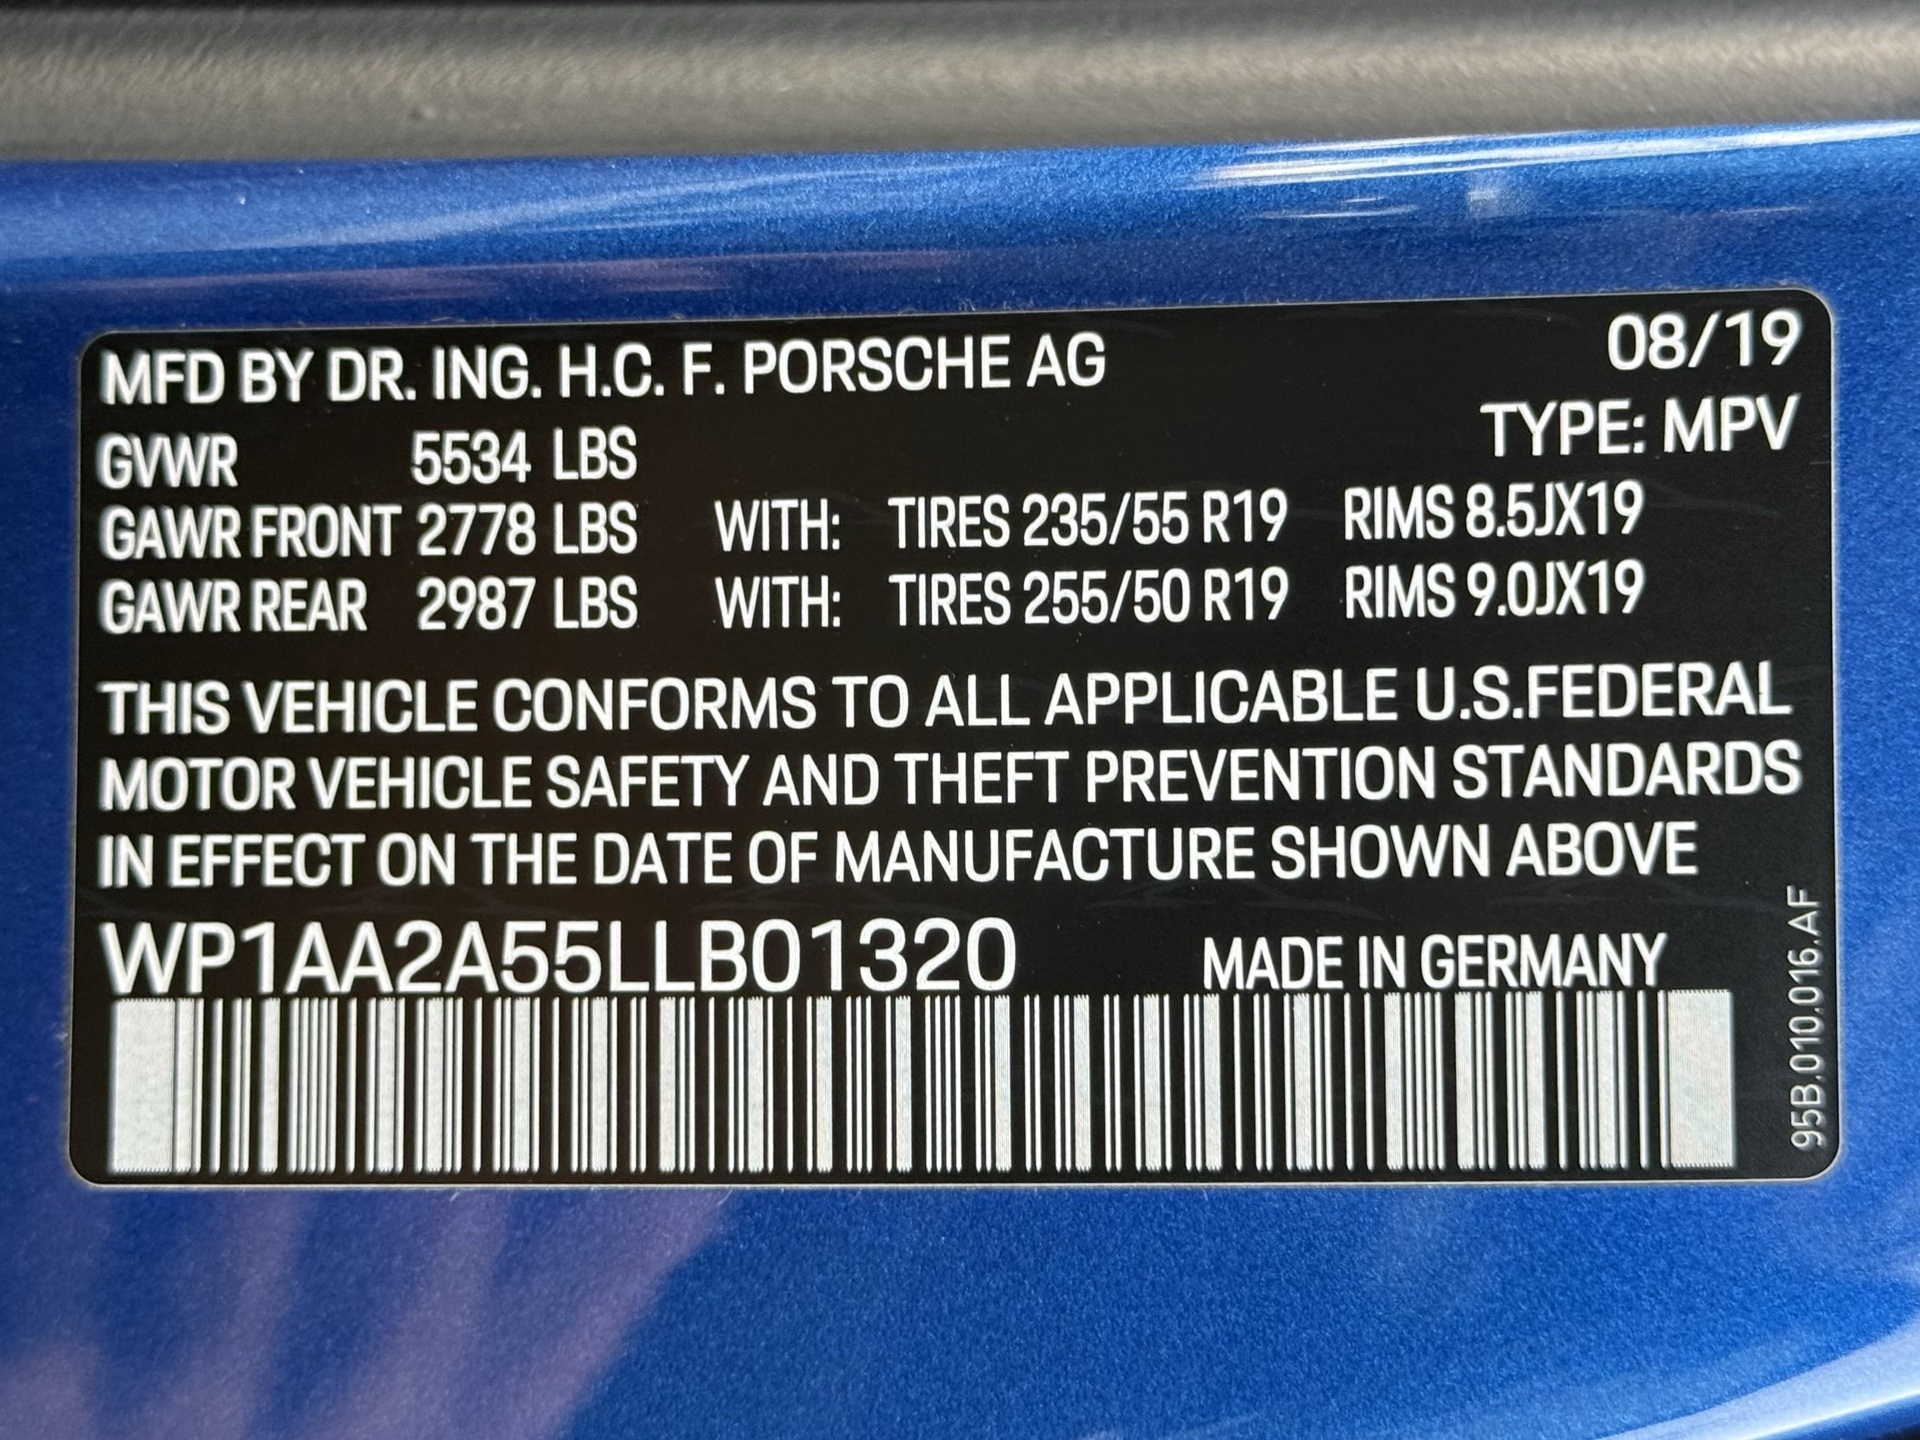 MFD BY DR. ING. H.C. F. PORSCHE AG 08/19
TYPE: MPV
GVWR 5534 LBS
GAWR FRONT 2778 LBS WITH: TIRES 235/55 R19 RIMS 8.5JX19
GAWR REAR 2987 LBS WITH: TIRES 255/50 R19 RIMS 9.0JX19
THIS VEHICLE CONFORMS TO ALL APPLICABLE U.S.FEDERAL
MOTOR VEHICLE SAFETY AND THEFT PREVENTION STANDARDS
IN EFFECT ON THE DATE OF MANUFACTURE SHOWN ABOVE
WP1AA2A55LLB01320 MADE IN GERMANY
95B.010.016.AF